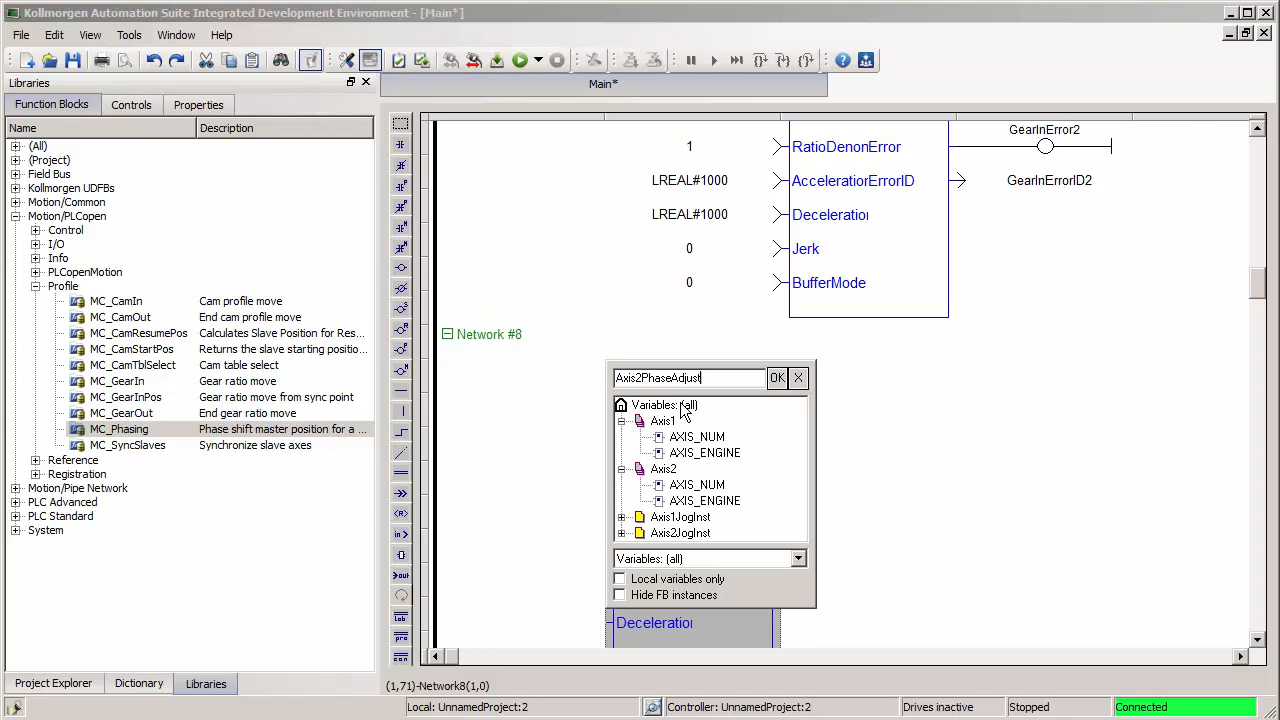 Kollmorgen Automation Suite Integrated Development Environment - [Main*]
File Edit View Tools Window Help
Libraries
Main*
Function Blocks Controls Properties
Name Description
(All)
(Project)
Field Bus
Kollmorgen UDFBs
Motion/Common
Motion/PLCopen
Control
I/O
Info
PLCopenMotion
Profile
MC_CamIn Cam profile move
MC_CamOut End cam profile move
MC_CamResumePos Calculates Slave Position for Res...
MC_CamStartPos Returns the slave starting positio...
MC_CamTblSelect Cam table select
MC_GearIn Gear ratio move
MC_GearInPos Gear ratio move from sync point
MC_GearOut End gear ratio move
MC_Phasing Phase shift master position for a ...
MC_SyncSlaves Synchronize slave axes
Reference
Registration
Motion/Pipe Network
PLC Advanced
PLC Standard
System
Project Explorer Dictionary Libraries
GearInError2
1 RatioDenonError
LREAL#1000 AcceleratiorErrorID GearInErrorID2
LREAL#1000 Deceleratior
0 Jerk
0 BufferMode
Network #8
Axis2PhaseAdjust OK X
Variables: (all)
Axis1
AXIS_NUM
AXIS_ENGINE
Axis2
AXIS_NUM
AXIS_ENGINE
Axis1JogInst
Axis2JogInst
Variables: (all)
Local variables only
Hide FB instances
Deceleratior
(1,71)-Network8(1,0)
Local: UnnamedProject:2 Controller: UnnamedProject:2 Drives inactive Stopped Connected